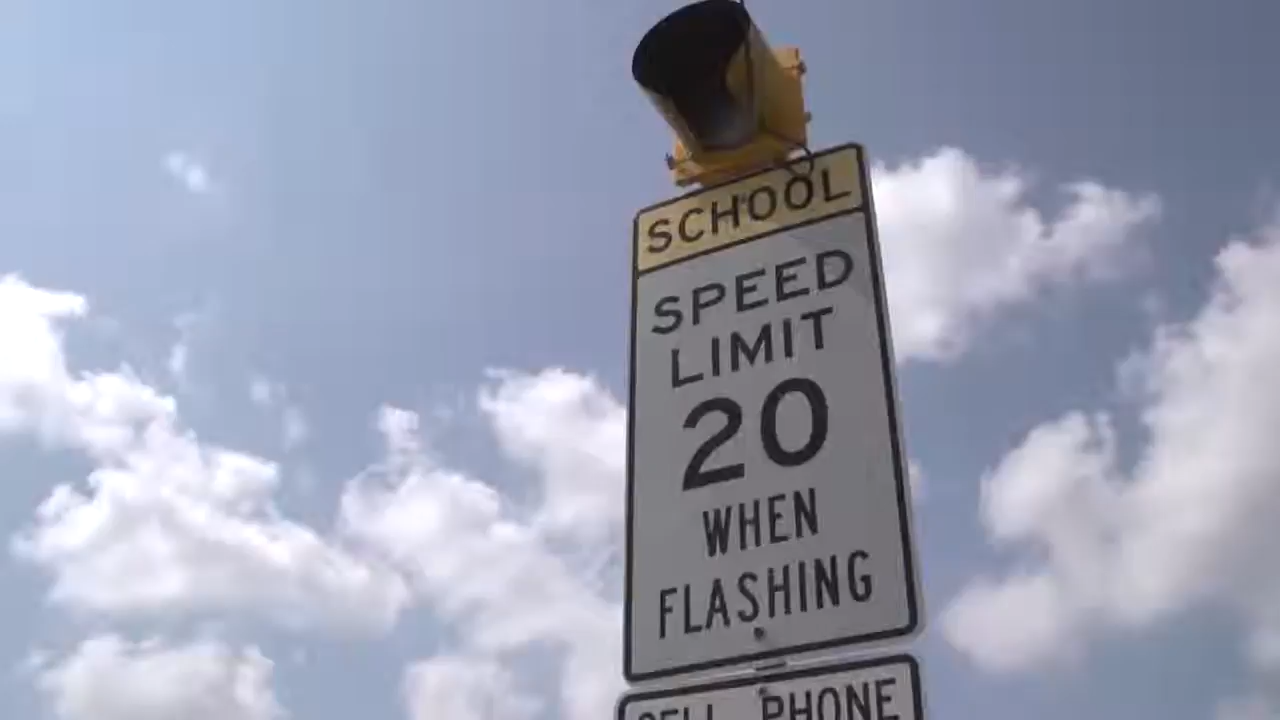 SCHOOL
SPEED
LIMIT
20
WHEN
FLASHING
CELL PHONE